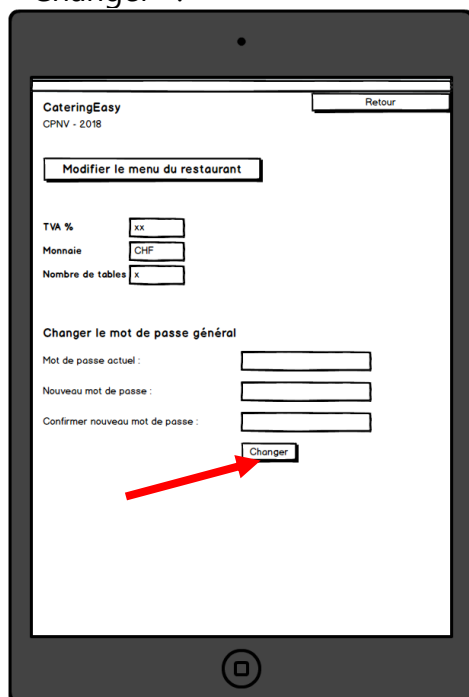 Changer
CateringEasy
Retour
CPNV - 2018
Modifier le menu du restaurant
TVA % xx
Monnaie CHF
Nombre de tables x
Changer le mot de passe général
Mot de passe actuel :
Nouveau mot de passe :
Confirmer nouveau mot de passe :
Changer